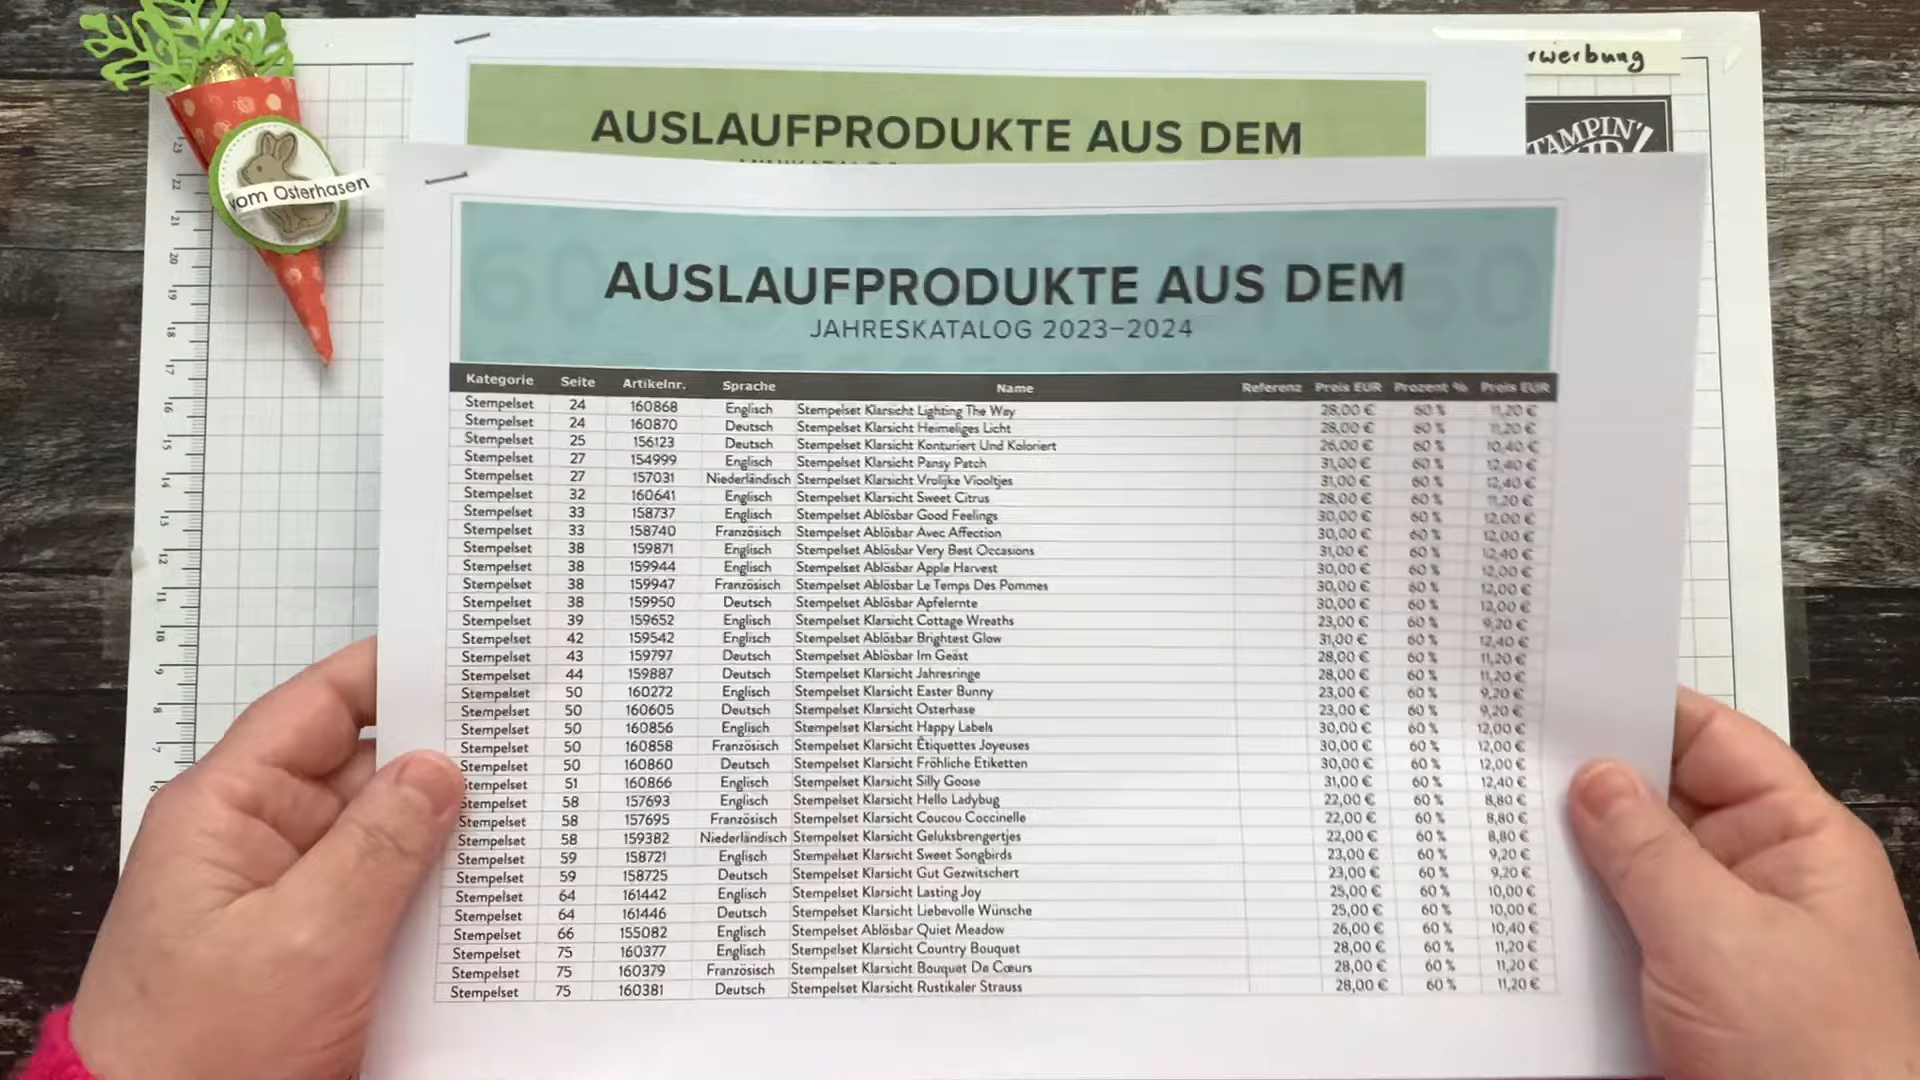 rwerbung
AUSLAUFPRODUKTE AUS DEM
TAMPIN'
vom Osterhasen
23
22
21
20
19
18
17
16
15
14
13
12
11
10
9
8
7
6
AUSLAUFPRODUKTE AUS DEM
JAHRESKATALOG 2023–2024
Kategorie Seite Artikelnr. Sprache Name Referenz Preis EUR Prozent % Preis EUR
Stempelset 24 160868 Englisch Stempelset Klarsicht Lighting The Way 28,00 € 60 % 11,20 €
Stempelset 24 160870 Deutsch Stempelset Klarsicht Heimeliges Licht 28,00 € 60 % 11,20 €
Stempelset 25 156123 Deutsch Stempelset Klarsicht Konturiert Und Koloriert 26,00 € 60 % 10,40 €
Stempelset 27 154999 Englisch Stempelset Klarsicht Pansy Patch 31,00 € 60 % 12,40 €
Stempelset 27 157031 Niederländisch Stempelset Klarsicht Vrolijke Viooltjes 31,00 € 60 % 12,40 €
Stempelset 32 160641 Englisch Stempelset Klarsicht Sweet Citrus 28,00 € 60 % 11,20 €
Stempelset 33 158737 Englisch Stempelset Ablösbar Good Feelings 30,00 € 60 % 12,00 €
Stempelset 33 158740 Französisch Stempelset Ablösbar Avec Affection 30,00 € 60 % 12,00 €
Stempelset 38 159871 Englisch Stempelset Ablösbar Very Best Occasions 31,00 € 60 % 12,40 €
Stempelset 38 159944 Englisch Stempelset Ablösbar Apple Harvest 30,00 € 60 % 12,00 €
Stempelset 38 159947 Französisch Stempelset Ablösbar Le Temps Des Pommes 30,00 € 60 % 12,00 €
Stempelset 38 159950 Deutsch Stempelset Ablösbar Apfelernte 30,00 € 60 % 12,00 €
Stempelset 39 159652 Englisch Stempelset Klarsicht Cottage Wreaths 23,00 € 60 % 9,20 €
Stempelset 42 159542 Englisch Stempelset Ablösbar Brightest Glow 31,00 € 60 % 12,40 €
Stempelset 43 159797 Deutsch Stempelset Ablösbar Im Geäst 28,00 € 60 % 11,20 €
Stempelset 44 159887 Deutsch Stempelset Klarsicht Jahresringe 28,00 € 60 % 11,20 €
Stempelset 50 160272 Englisch Stempelset Klarsicht Easter Bunny 23,00 € 60 % 9,20 €
Stempelset 50 160605 Deutsch Stempelset Klarsicht Osterhase 23,00 € 60 % 9,20 €
Stempelset 50 160856 Englisch Stempelset Klarsicht Happy Labels 30,00 € 60 % 12,00 €
Stempelset 50 160858 Französisch Stempelset Klarsicht Étiquettes Joyeuses 30,00 € 60 % 12,00 €
Stempelset 50 160860 Deutsch Stempelset Klarsicht Fröhliche Etiketten 30,00 € 60 % 12,00 €
Stempelset 51 160866 Englisch Stempelset Klarsicht Silly Goose 31,00 € 60 % 12,40 €
Stempelset 58 157693 Englisch Stempelset Klarsicht Hello Ladybug 22,00 € 60 % 8,80 €
Stempelset 58 157695 Französisch Stempelset Klarsicht Coucou Coccinelle 22,00 € 60 % 8,80 €
Stempelset 58 159382 Niederländisch Stempelset Klarsicht Geluksbrengertjes 22,00 € 60 % 8,80 €
Stempelset 59 158721 Englisch Stempelset Klarsicht Sweet Songbirds 23,00 € 60 % 9,20 €
Stempelset 59 158725 Deutsch Stempelset Klarsicht Gut Gezwitschert 23,00 € 60 % 9,20 €
Stempelset 64 161442 Englisch Stempelset Klarsicht Lasting Joy 25,00 € 60 % 10,00 €
Stempelset 64 161446 Deutsch Stempelset Klarsicht Liebevolle Wünsche 25,00 € 60 % 10,00 €
Stempelset 66 155082 Englisch Stempelset Ablösbar Quiet Meadow 26,00 € 60 % 10,40 €
Stempelset 75 160377 Englisch Stempelset Klarsicht Country Bouquet 28,00 € 60 % 11,20 €
Stempelset 75 160379 Französisch Stempelset Klarsicht Bouquet De Cœurs 28,00 € 60 % 11,20 €
Stempelset 75 160381 Deutsch Stempelset Klarsicht Rustikaler Strauss 28,00 € 60 % 11,20 €